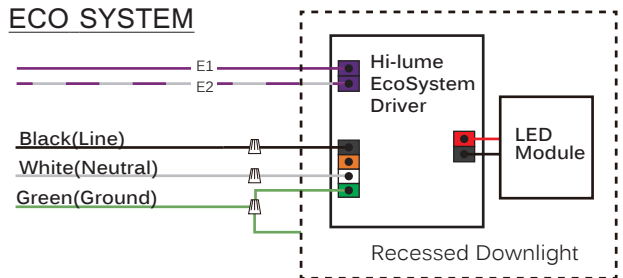 ECO SYSTEM
E1
E2
Hi-lume
EcoSystem
Driver
Black(Line)
White(Neutral)
Green(Ground)
LED
Module
Recessed Downlight